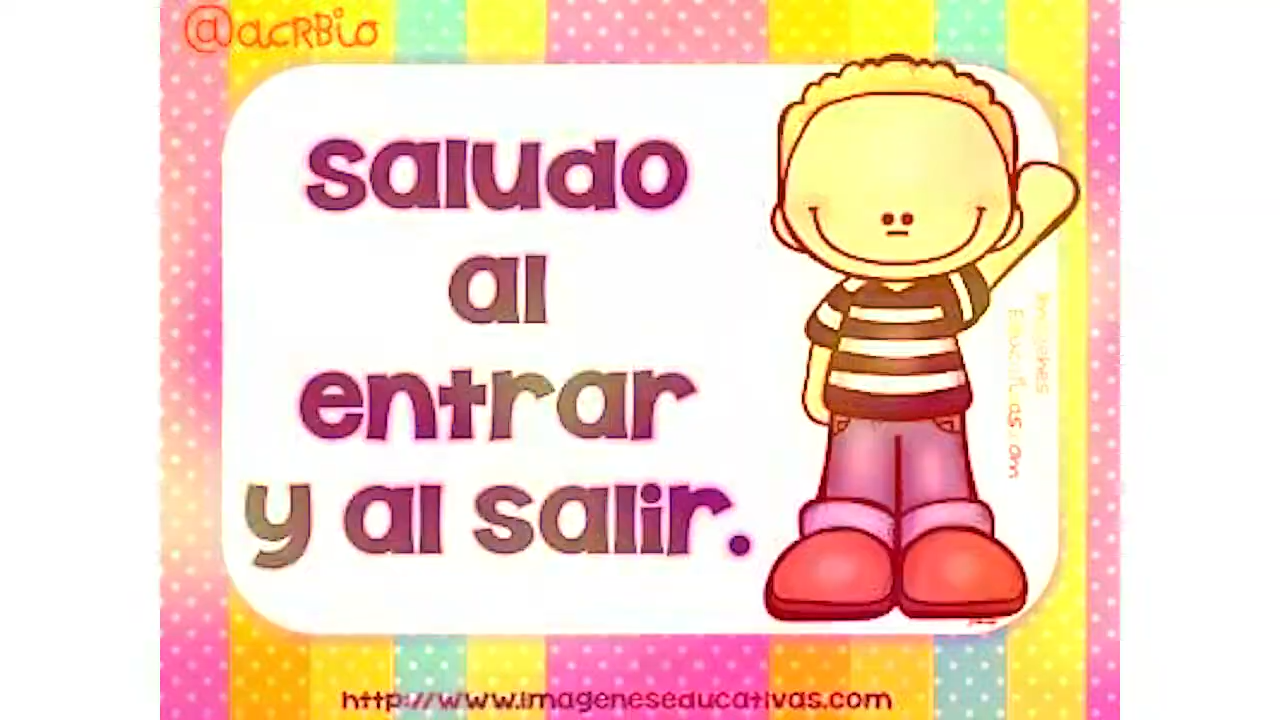 @acRBio
saludo
al
entrar
y al salir.
http://www.imageneseducativas.com